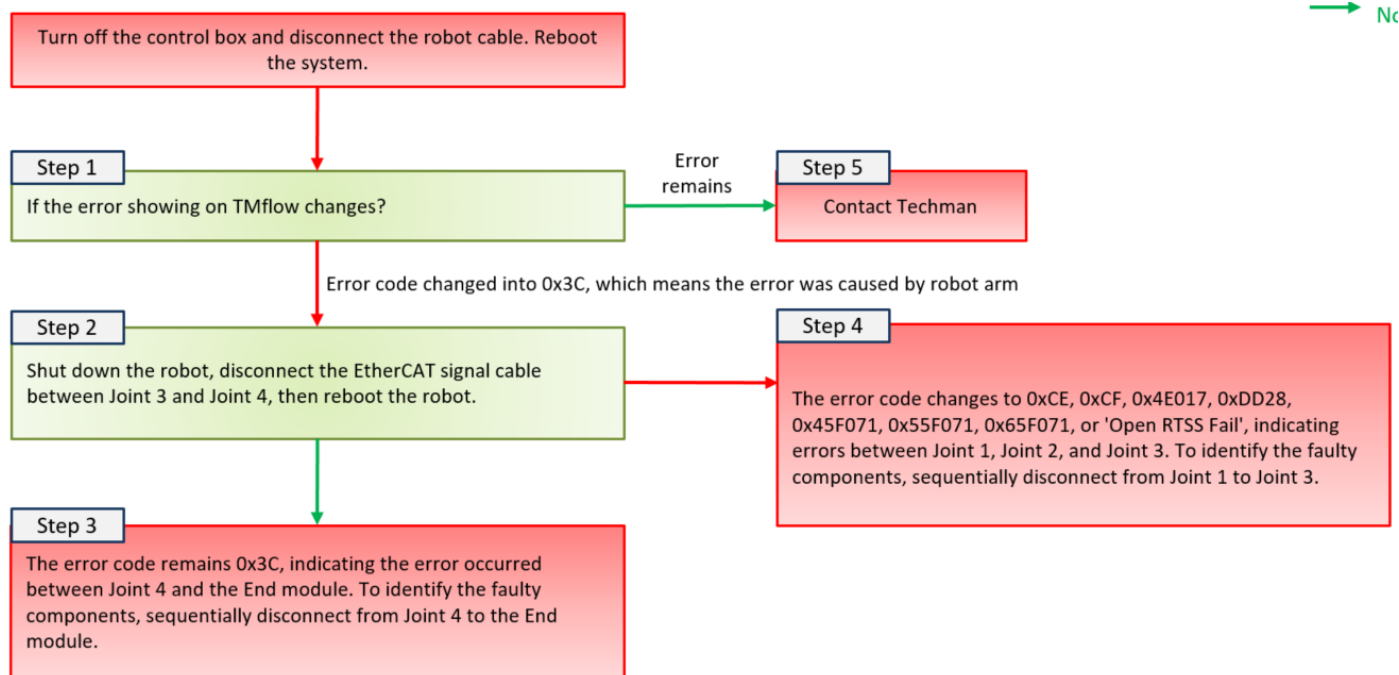 No
Turn off the control box and disconnect the robot cable. Reboot
the system.
Step 1
If the error showing on TMflow changes?
Error
remains
Step 5
Contact Techman
Error code changed into 0x3C, which means the error was caused by robot arm
Step 2
Shut down the robot, disconnect the EtherCAT signal cable
between Joint 3 and Joint 4, then reboot the robot.
Step 4
The error code changes to 0xCE, 0xCF, 0x4E017, 0xDD28,
0x45F071, 0x55F071, 0x65F071, or 'Open RTSS Fail', indicating
errors between Joint 1, Joint 2, and Joint 3. To identify the faulty
components, sequentially disconnect from Joint 1 to Joint 3.
Step 3
The error code remains 0x3C, indicating the error occurred
between Joint 4 and the End module. To identify the faulty
components, sequentially disconnect from Joint 4 to the End
module.